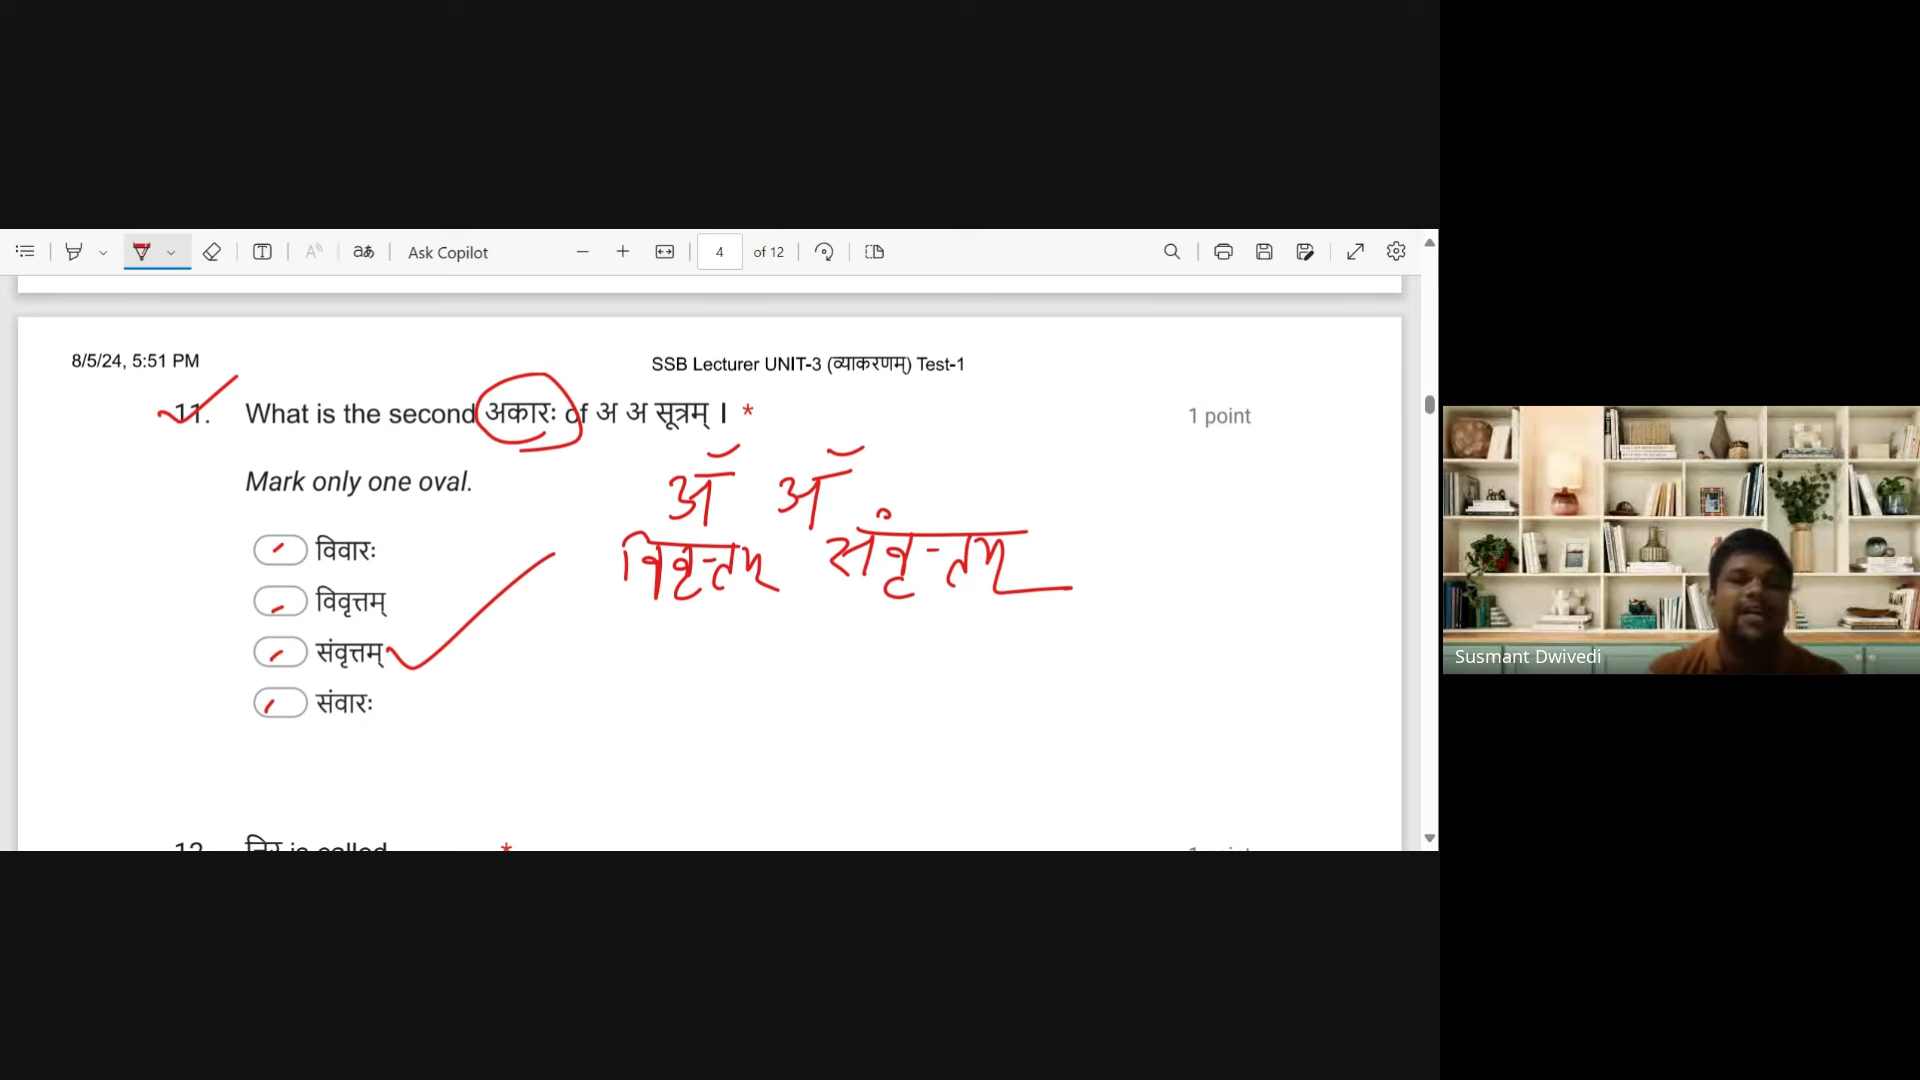 Ask Copilot
4 of 12
8/5/24, 5:51 PM
SSB Lecturer UNIT-3 (व्याकरणम्) Test-1
11. What is the second अकारः of अ अ सूत्रम् । *
1 point
Mark only one oval.
अ अ
विवृत्तम् संवृत्तम्
विवारः
विवृत्तम्
संवृत्तम्
संवारः
Susmant Dwivedi